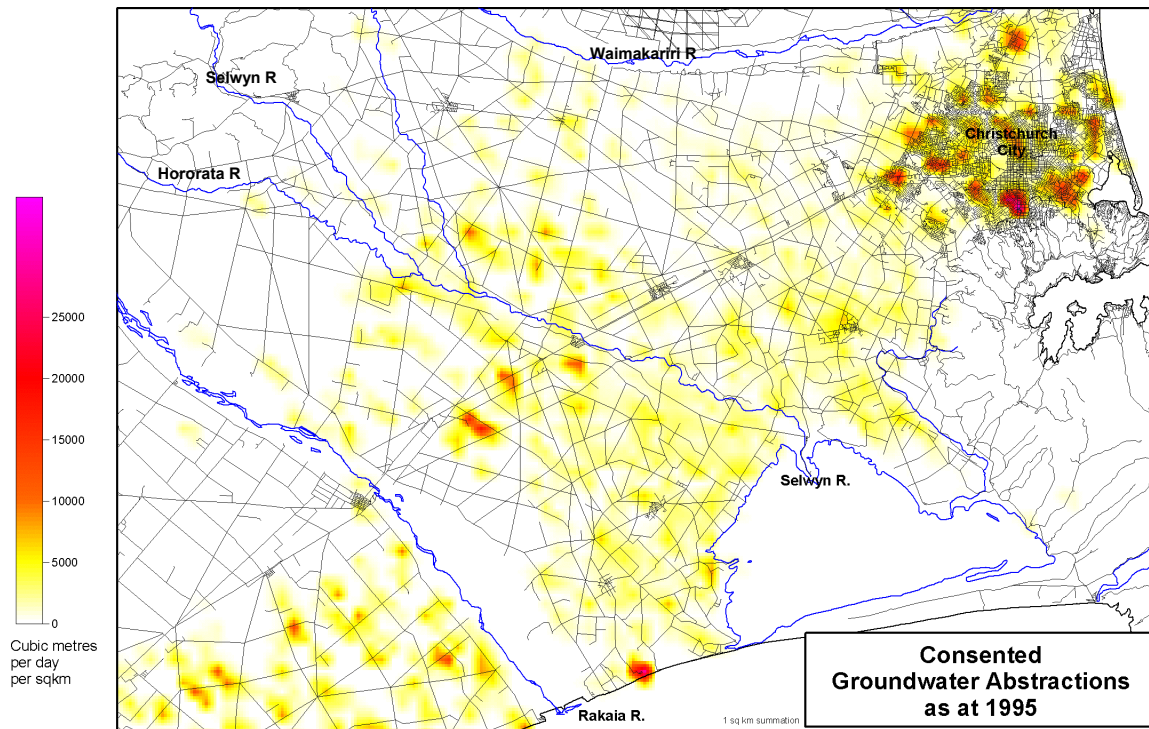 Waimakariri R
Selwyn R
Christchurch
City
Hororata R
25000
20000
15000
10000
5000
0
Cubic metres
per day
per sqkm
Selwyn R.
Rakaia R.
1 sq km summation
Consented
Groundwater Abstractions
as at 1995